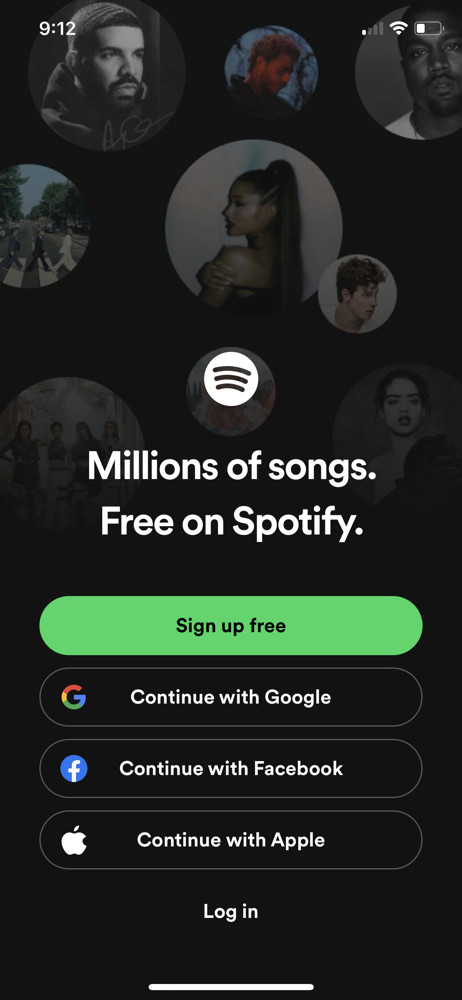 9:12
Millions of songs.
Free on Spotify.
Sign up free
Continue with Google
Continue with Facebook
Continue with Apple
Log in